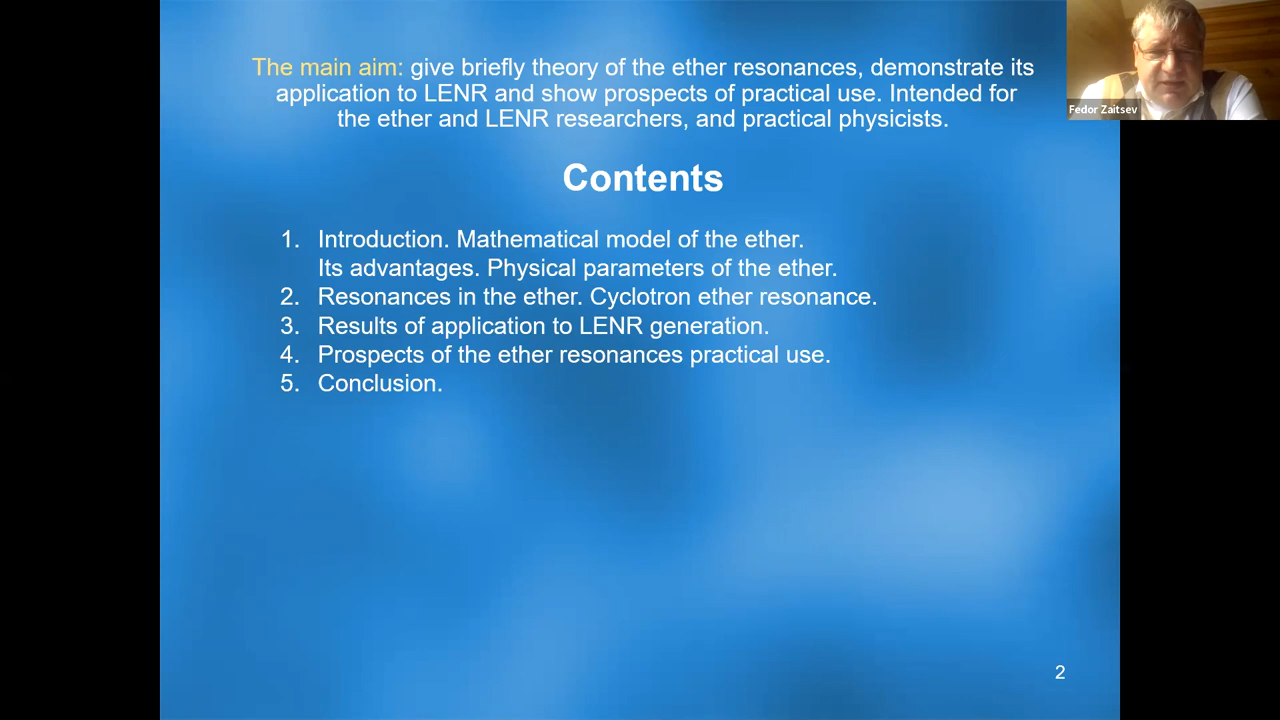 The main aim: give briefly theory of the ether resonances, demonstrate its
application to LENR and show prospects of practical use. Intended for
the ether and LENR researchers, and practical physicists.
Fedor Zaitsev
Contents
1. Introduction. Mathematical model of the ether.
Its advantages. Physical parameters of the ether.
2. Resonances in the ether. Cyclotron ether resonance.
3. Results of application to LENR generation.
4. Prospects of the ether resonances practical use.
5. Conclusion.
2